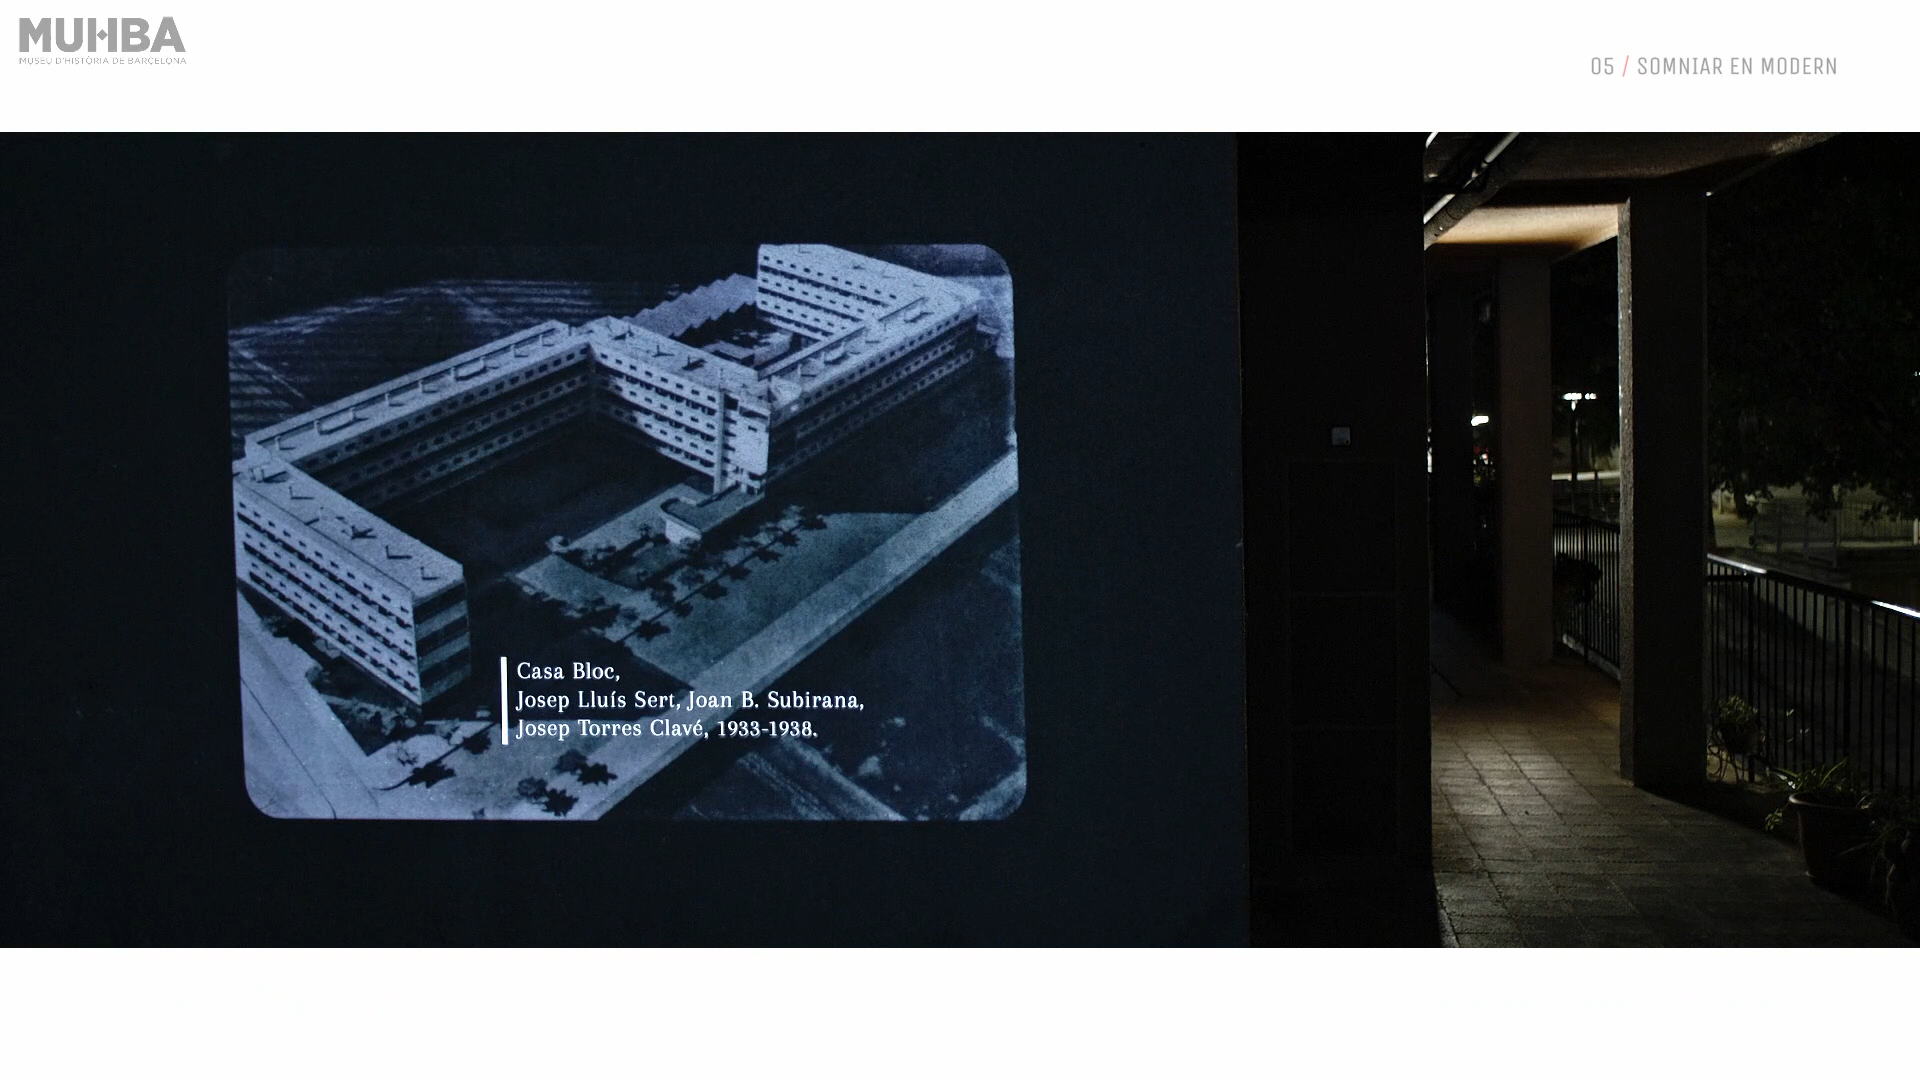 MUHBA
MUSEU D'HISTÒRIA DE BARCELONA
05 / SOMNIAR EN MODERN
Casa Bloc,
Josep Lluís Sert, Joan B. Subirana,
Josep Torres Clavé, 1933-1938.